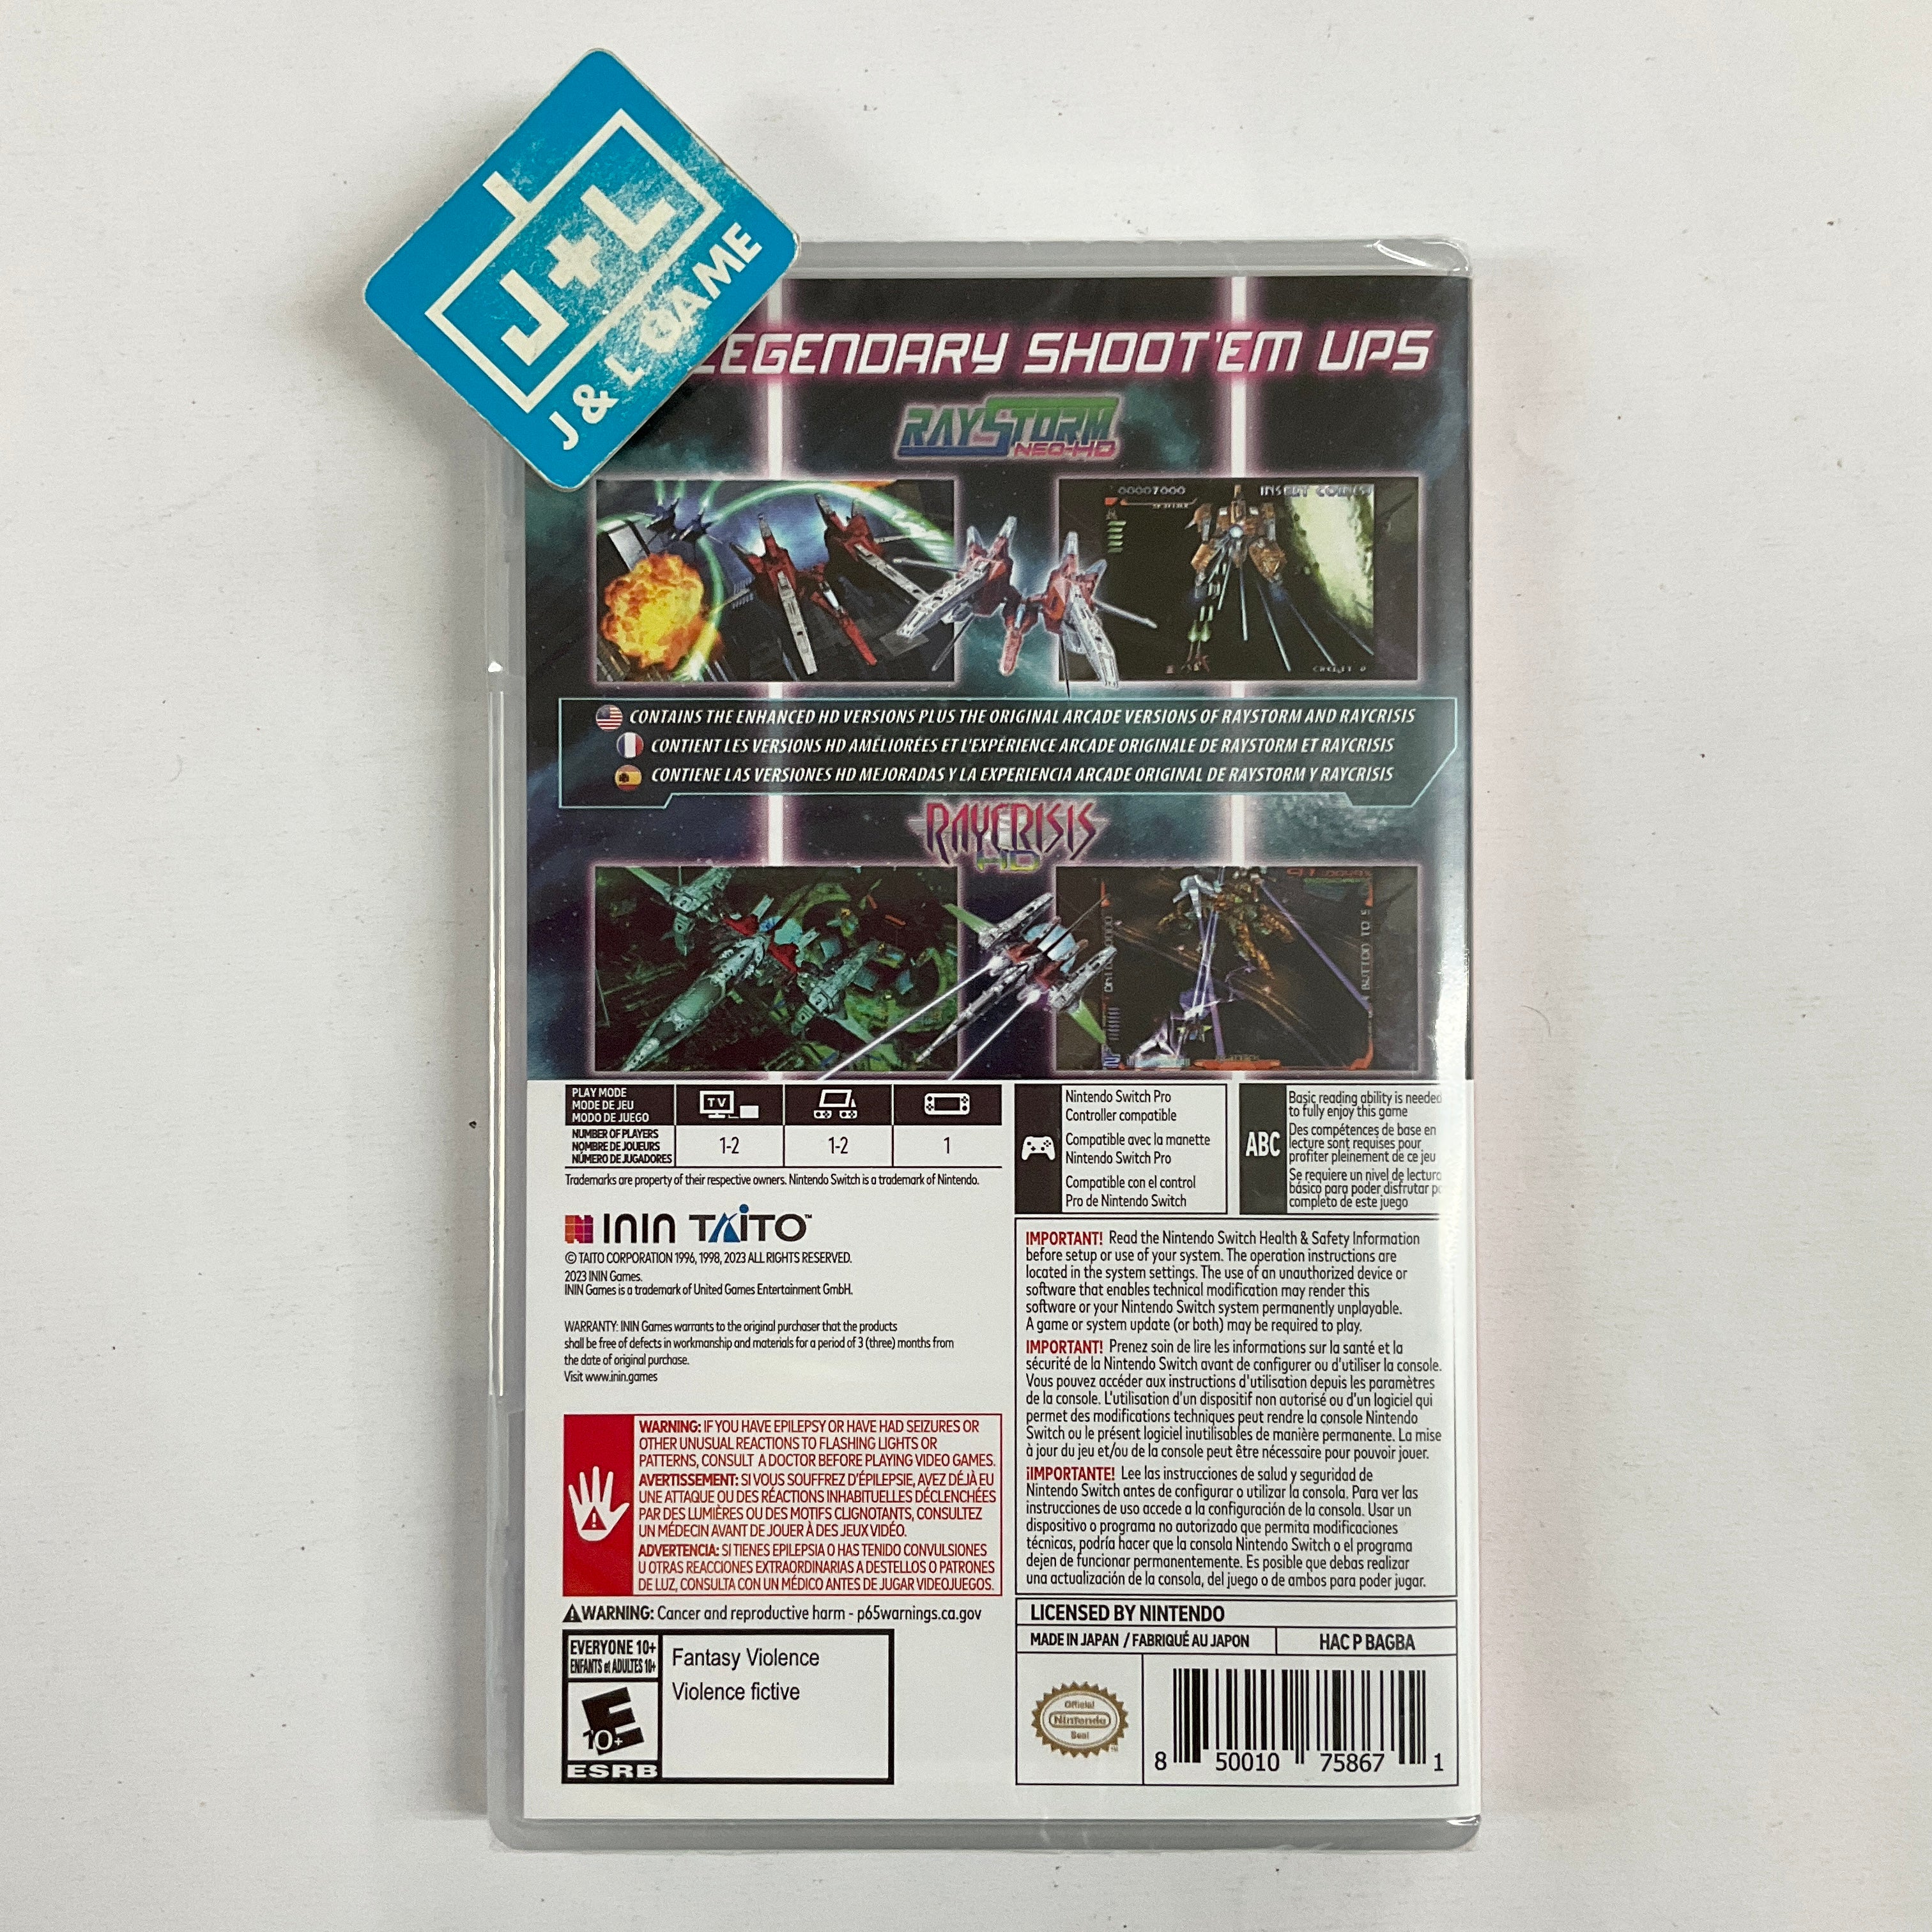 J+L
J & L GAME
LEGENDARY SHOOT'EM UPS
RAYSTORM
NEO-HD
00007000
INSERT COIN(S)
CREDIT 0
CONTAINS THE ENHANCED HD VERSIONS PLUS THE ORIGINAL ARCADE VERSIONS OF RAYSTORM AND RAYCRISIS
CONTIENT LES VERSIONS HD AMÉLIORÉES ET L'EXPÉRIENCE ARCADE ORIGINALE DE RAYSTORM ET RAYCRISIS
CONTIENE LAS VERSIONES HD MEJORADAS Y LA EXPERIENCIA ARCADE ORIGINAL DE RAYSTORM Y RAYCRISIS
RAYCRISIS
HD
BUTTON TO S
PLAY MODE
MODE DE JEU
MODO DE JUEGO
TV
NUMBER OF PLAYERS
NOMBRE DE JOUEURS
NÚMERO DE JUGADORES
1-2
1-2
1
Trademarks are property of their respective owners. Nintendo Switch is a trademark of Nintendo.
Nintendo Switch Pro
Controller compatible
Compatible avec la manette
Nintendo Switch Pro
Compatible con el control
Pro de Nintendo Switch
ABC
Basic reading ability is needed
to fully enjoy this game
Des compétences de base en
lecture sont requises pour
profiter pleinement de ce jeu
Se requiere un nivel de lectura
básico para poder disfrutar po
completo de este juego
ININ TAITO™
© TAITO CORPORATION 1996, 1998, 2023 ALL RIGHTS RESERVED.
2023 ININ Games.
ININ Games is a trademark of United Games Entertainment GmbH.
WARRANTY: ININ Games warrants to the original purchaser that the products
shall be free of defects in workmanship and materials for a period of 3 (three) months from
the date of original purchase.
Visit www.inin.games
WARNING: IF YOU HAVE EPILEPSY OR HAVE HAD SEIZURES OR
OTHER UNUSUAL REACTIONS TO FLASHING LIGHTS OR
PATTERNS, CONSULT A DOCTOR BEFORE PLAYING VIDEO GAMES.
AVERTISSEMENT: SI VOUS SOUFFREZ D'ÉPILEPSIE, AVEZ DÉJÀ EU
UNE ATTAQUE OU DES RÉACTIONS INHABITUELLES DÉCLENCHÉES
PAR DES LUMIÈRES OU DES MOTIFS CLIGNOTANTS, CONSULTEZ
UN MÉDECIN AVANT DE JOUER À DES JEUX VIDÉO.
ADVERTENCIA: SI TIENES EPILEPSIA O HAS TENIDO CONVULSIONES
U OTRAS REACCIONES EXTRAORDINARIAS A DESTELLOS O PATRONES
DE LUZ, CONSULTA CON UN MÉDICO ANTES DE JUGAR VIDEOJUEGOS.
WARNING: Cancer and reproductive harm - p65warnings.ca.gov
EVERYONE 10+
ENFANTS et ADULTES 10+
E
10+
ESRB
Fantasy Violence
Violence fictive
IMPORTANT! Read the Nintendo Switch Health & Safety Information
before setup or use of your system. The operation instructions are
located in the system settings. The use of an unauthorized device or
software that enables technical modification may render this
software or your Nintendo Switch system permanently unplayable.
A game or system update (or both) may be required to play.
IMPORTANT! Prenez soin de lire les informations sur la santé et la
sécurité de la Nintendo Switch avant de configurer ou d'utiliser la console.
Vous pouvez accéder aux instructions d'utilisation depuis les paramètres
de la console. L'utilisation d'un dispositif non autorisé ou d'un logiciel qui
permet des modifications techniques peut rendre la console Nintendo
Switch ou le présent logiciel inutilisables de manière permanente. La mise
à jour du jeu et/ou de la console peut être nécessaire pour pouvoir jouer.
¡IMPORTANTE! Lee las instrucciones de salud y seguridad de
Nintendo Switch antes de configurar o utilizar la consola. Para ver las
instrucciones de uso accede a la configuración de la consola. Usar un
dispositivo o programa no autorizado que permita modificaciones
técnicas, podría hacer que la consola Nintendo Switch o el programa
dejen de funcionar permanentemente. Es posible que debas realizar
una actualización de la consola, del juego o de ambos para poder jugar.
LICENSED BY NINTENDO
MADE IN JAPAN / FABRIQUÉ AU JAPON
HAC P BAGBA
Official
Nintendo
Seal
8 50010 75867 1